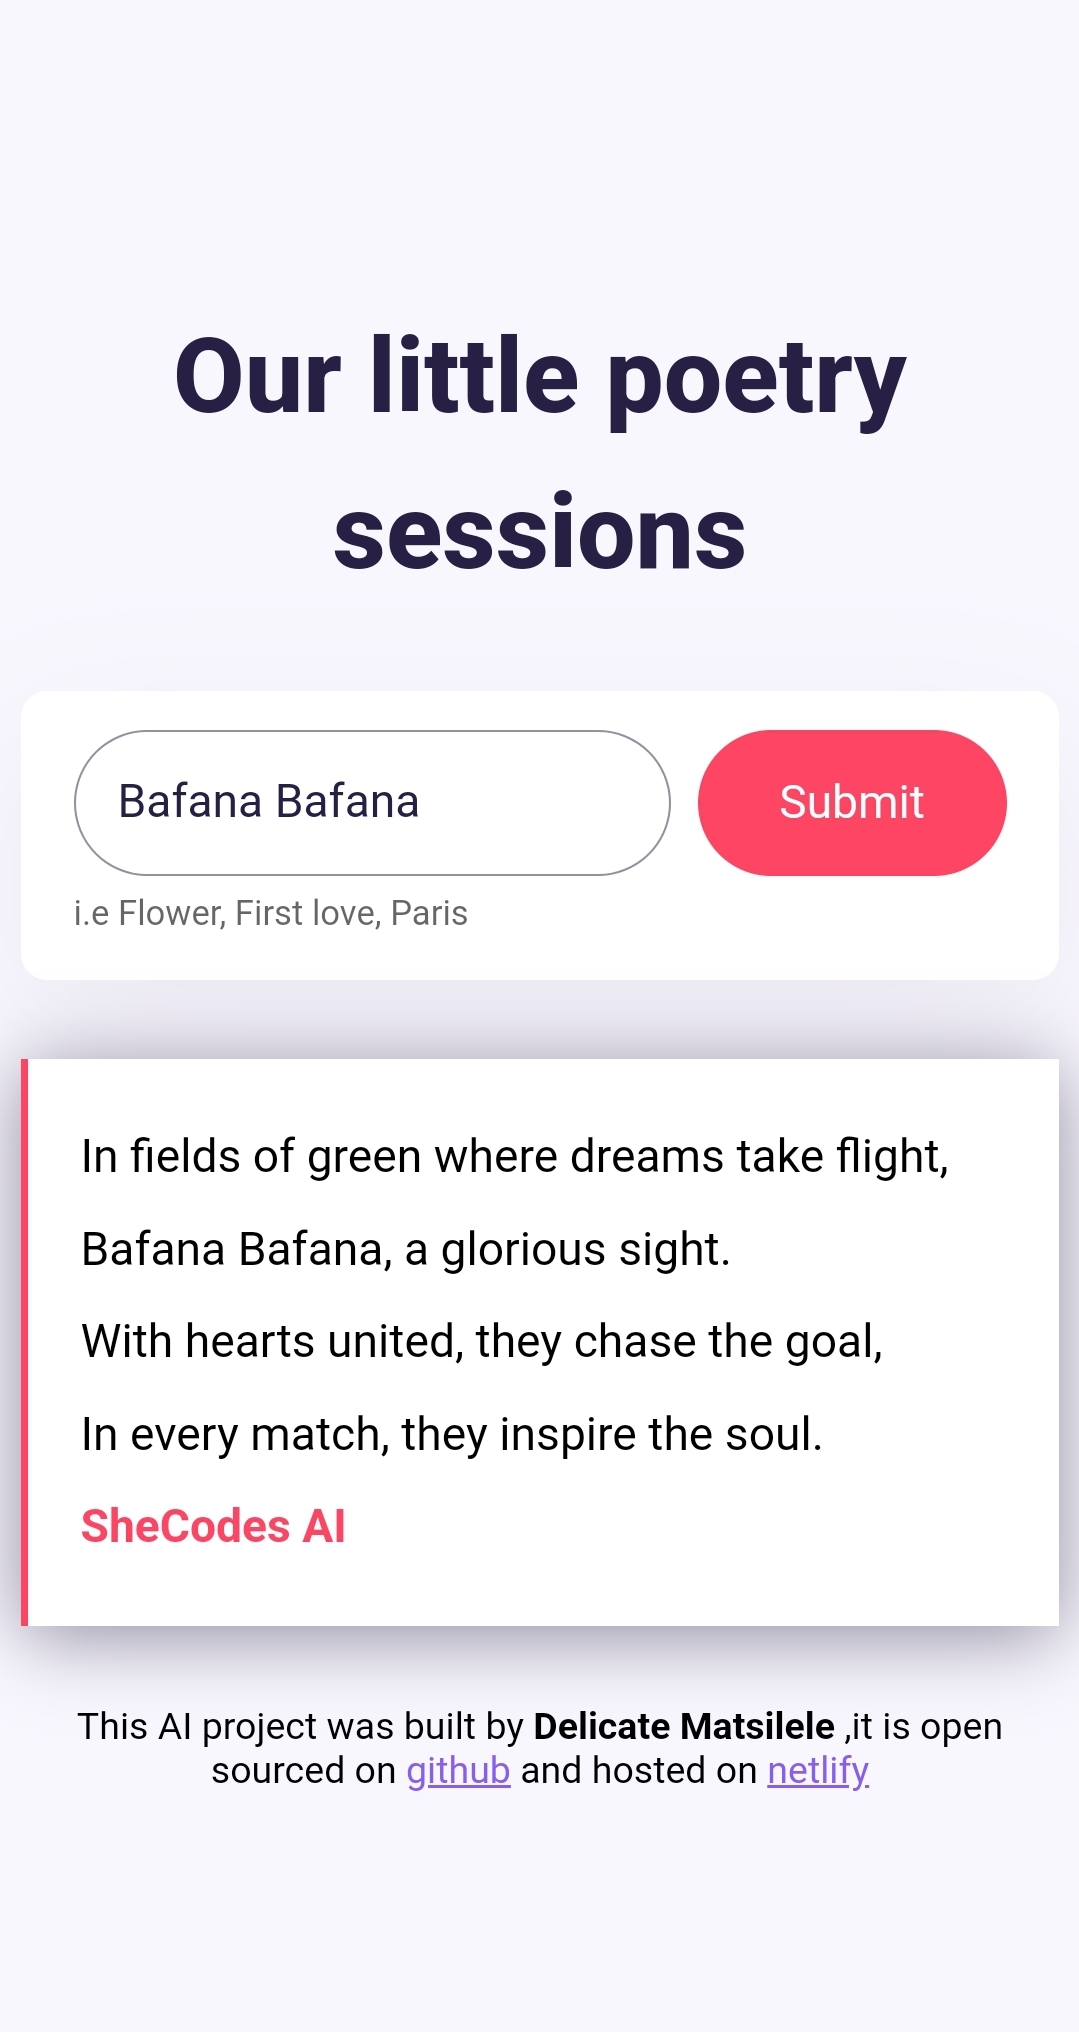 Our little poetry
sessions
Bafana Bafana
Submit
i.e Flower, First love, Paris
In fields of green where dreams take flight,
Bafana Bafana, a glorious sight.
With hearts united, they chase the goal,
In every match, they inspire the soul.
SheCodes AI
This AI project was built by Delicate Matsilele ,it is open
sourced on github and hosted on netlify